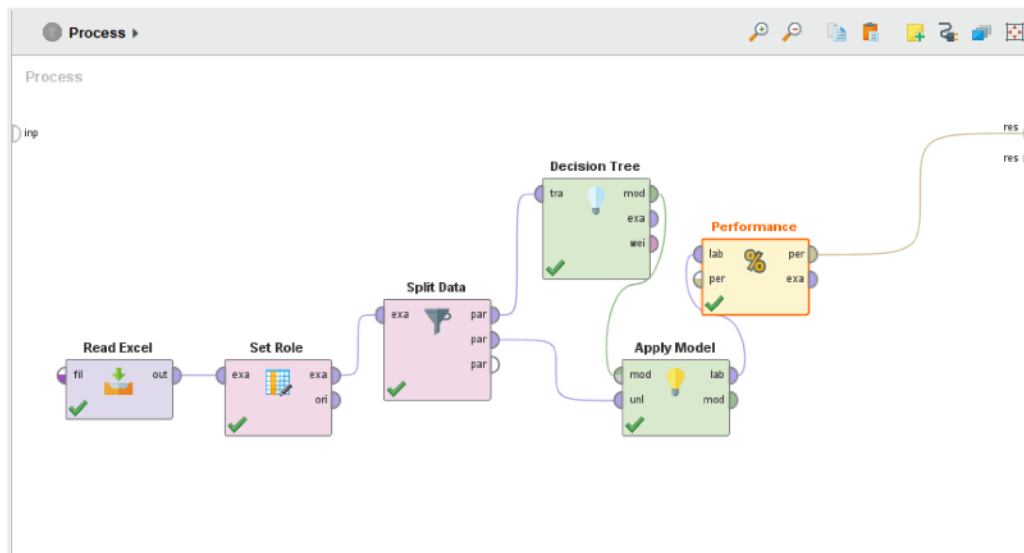 Process
Process
inp
res
res
Decision Tree
tra mod
exa
wei
Performance
lab per
per exa
%
Split Data
exa par
par
par
Read Excel
fil out
Set Role
exa exa
ori
Apply Model
mod lab
unl mod